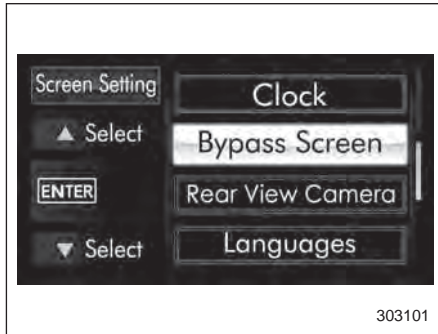 Screen Setting
▲ Select
ENTER
▼ Select
Clock
Bypass Screen
Rear View Camera
Languages
303101